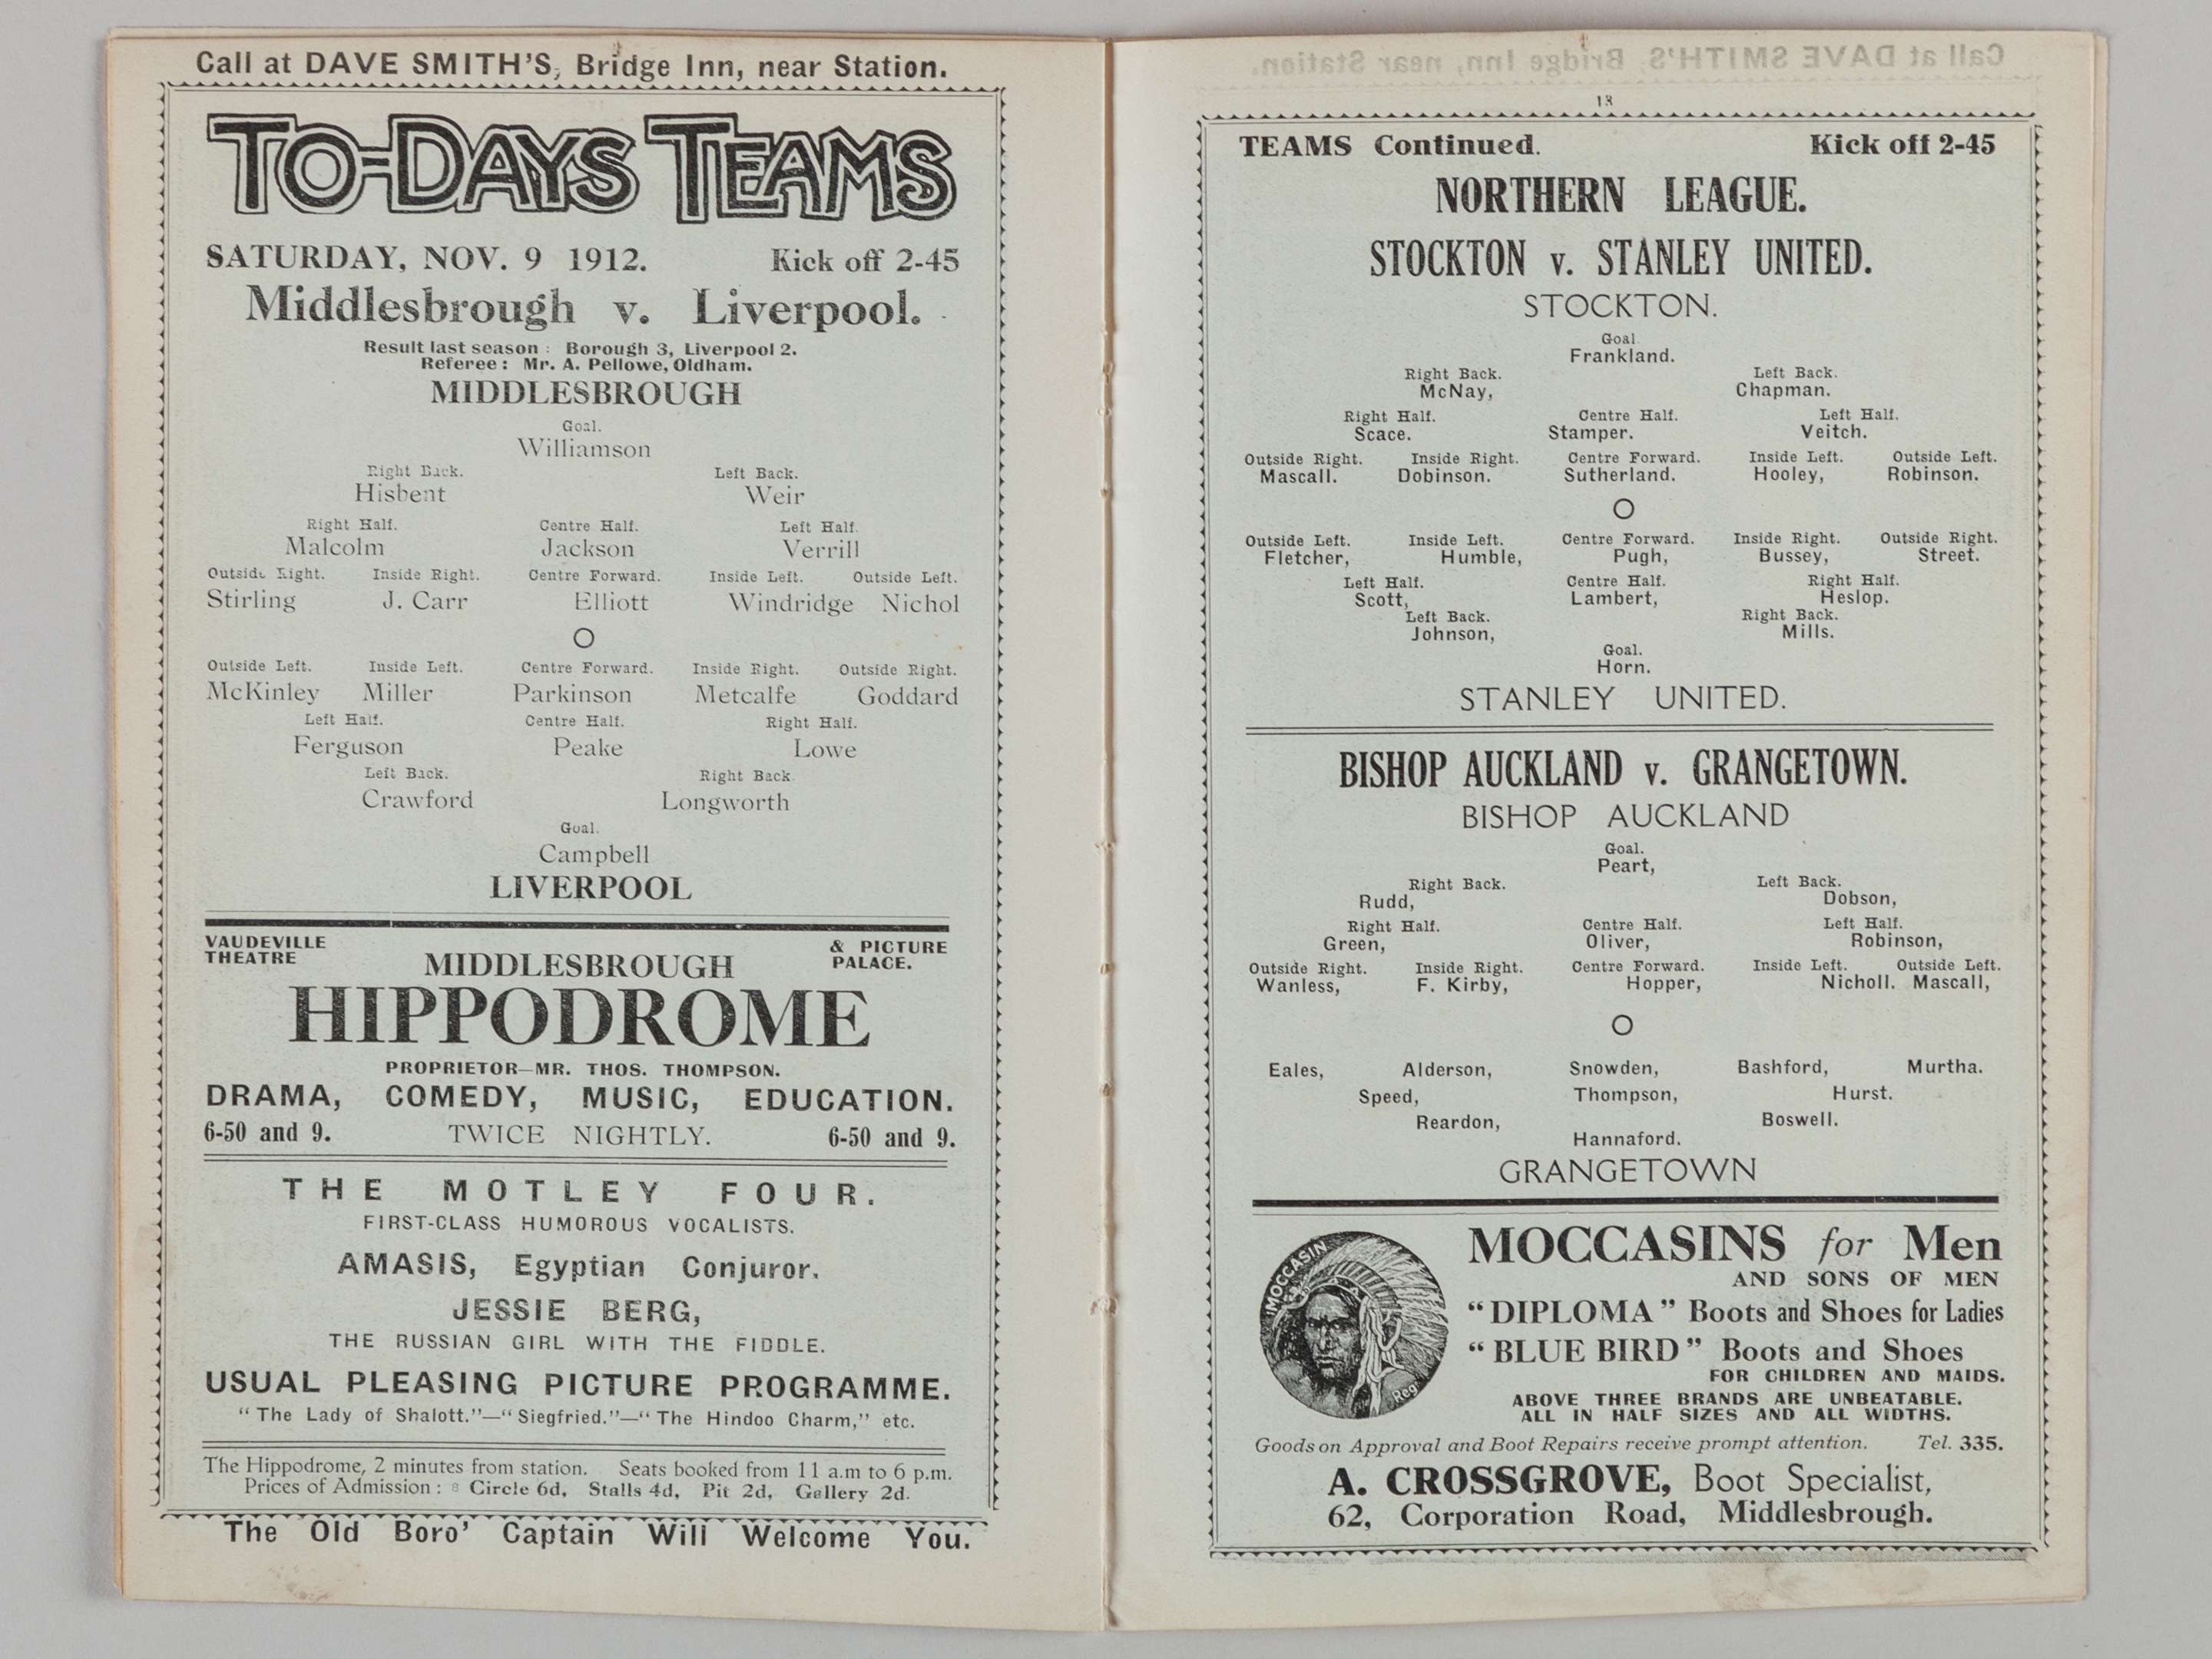 Call at DAVE SMITH'S, Bridge Inn, near Station.
TO-DAYS TEAMS
SATURDAY, NOV. 9 1912. Kick off 2-45
Middlesbrough v. Liverpool.
Result last season : Borough 3, Liverpool 2.
Referee : Mr. A. Pellowe, Oldham.
MIDDLESBROUGH
Goal.
Williamson
Right Back. Left Back.
Hisbent Weir
Right Half. Centre Half. Left Half.
Malcolm Jackson Verrill
Outside Right. Inside Right. Centre Forward. Inside Left. Outside Left.
Stirling J. Carr Elliott Windridge Nichol
O
Outside Left. Inside Left. Centre Forward. Inside Right. Outside Right.
McKinley Miller Parkinson Metcalfe Goddard
Left Half. Centre Half. Right Half.
Ferguson Peake Lowe
Left Back. Right Back.
Crawford Longworth
Goal.
Campbell
LIVERPOOL
VAUDEVILLE THEATRE MIDDLESBROUGH & PICTURE PALACE.
HIPPODROME
PROPRIETOR—MR. THOS. THOMPSON.
DRAMA, COMEDY, MUSIC, EDUCATION.
6-50 and 9. TWICE NIGHTLY. 6-50 and 9.
THE MOTLEY FOUR.
FIRST-CLASS HUMOROUS VOCALISTS.
AMASIS, Egyptian Conjuror.
JESSIE BERG,
THE RUSSIAN GIRL WITH THE FIDDLE.
USUAL PLEASING PICTURE PROGRAMME.
"The Lady of Shalott."—"Siegfried."—"The Hindoo Charm," etc.
The Hippodrome, 2 minutes from station. Seats booked from 11 a.m to 6 p.m.
Prices of Admission : Circle 6d, Stalls 4d, Pit 2d, Gallery 2d.
The Old Boro' Captain Will Welcome You.
13
TEAMS Continued. Kick off 2-45
NORTHERN LEAGUE.
STOCKTON v. STANLEY UNITED.
STOCKTON.
Goal
Frankland.
Right Back. Left Back.
McNay, Chapman.
Right Half. Centre Half. Left Half.
Scace. Stamper. Veitch.
Outside Right. Inside Right. Centre Forward. Inside Left. Outside Left.
Mascall. Dobinson. Sutherland. Hooley, Robinson.
O
Outside Left. Inside Left. Centre Forward. Inside Right. Outside Right.
Fletcher, Humble, Pugh, Bussey, Street.
Left Half. Centre Half. Right Half.
Scott, Lambert, Heslop.
Left Back. Right Back.
Johnson, Mills.
Goal.
Horn.
STANLEY UNITED.
BISHOP AUCKLAND v. GRANGETOWN.
BISHOP AUCKLAND
Goal.
Peart,
Right Back. Left Back.
Rudd, Dobson,
Right Half. Centre Half. Left Half.
Green, Oliver, Robinson,
Outside Right. Inside Right. Centre Forward. Inside Left. Outside Left.
Wanless, F. Kirby, Hopper, Nicholl. Mascall,
O
Eales, Alderson, Snowden, Bashford, Murtha.
Speed, Thompson, Hurst.
Reardon, Boswell.
Hannaford.
GRANGETOWN
MOCCASIN
Reg
MOCCASINS for Men
AND SONS OF MEN
"DIPLOMA" Boots and Shoes for Ladies
"BLUE BIRD" Boots and Shoes
FOR CHILDREN AND MAIDS.
ABOVE THREE BRANDS ARE UNBEATABLE.
ALL IN HALF SIZES AND ALL WIDTHS.
Goods on Approval and Boot Repairs receive prompt attention. Tel. 335.
A. CROSSGROVE, Boot Specialist,
62, Corporation Road, Middlesbrough.